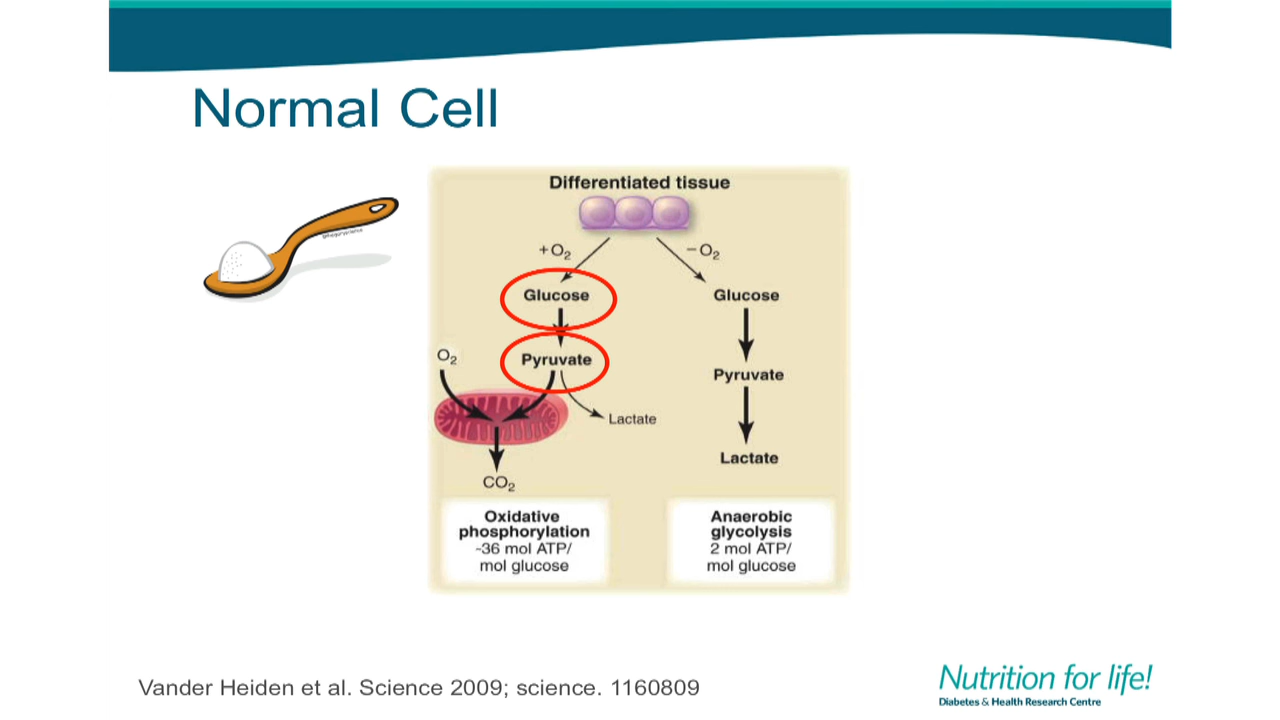 Normal Cell
Differentiated tissue
+O₂
−O₂
Glucose
Glucose
O₂
Pyruvate
Pyruvate
Lactate
Lactate
CO₂
Oxidative
phosphorylation
~36 mol ATP/
mol glucose
Anaerobic
glycolysis
2 mol ATP/
mol glucose
Vander Heiden et al. Science 2009; science. 1160809
Nutrition for life!
Diabetes & Health Research Centre